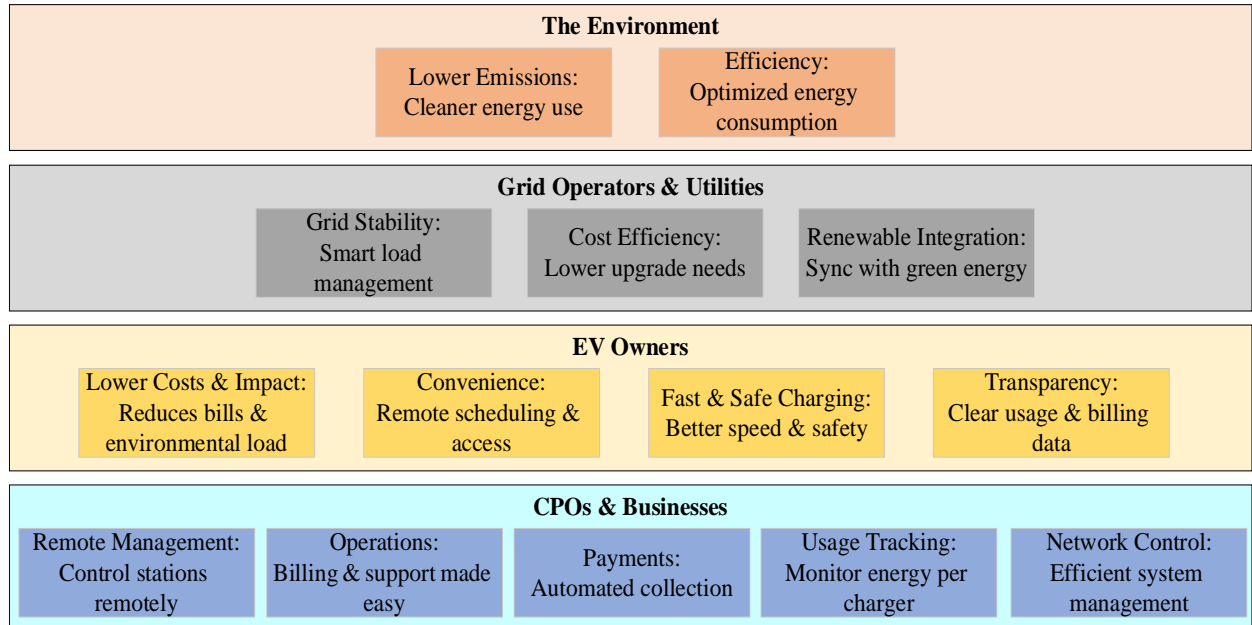 The Environment
Lower Emissions:
Cleaner energy use
Efficiency:
Optimized energy
consumption
Grid Operators & Utilities
Grid Stability:
Smart load
management
Cost Efficiency:
Lower upgrade needs
Renewable Integration:
Sync with green energy
EV Owners
Lower Costs & Impact:
Reduces bills &
environmental load
Convenience:
Remote scheduling &
access
Fast & Safe Charging:
Better speed & safety
Transparency:
Clear usage & billing
data
CPOs & Businesses
Remote Management:
Control stations
remotely
Operations:
Billing & support made
easy
Payments:
Automated collection
Usage Tracking:
Monitor energy per
charger
Network Control:
Efficient system
management